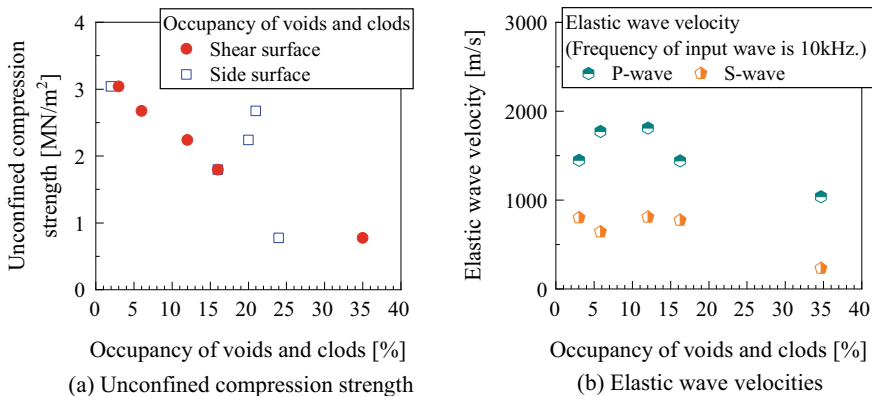 Occupancy of voids and clods
Shear surface
Side surface
4
3
2
1
0
0 5 10 15 20 25 30 35 40
Unconfined compression
strength [MN/m²]
Occupancy of voids and clods [%]
(a) Unconfined compression strength
Elastic wave velocity
(Frequency of input wave is 10kHz.)
P-wave S-wave
3000
2000
1000
0
0 5 10 15 20 25 30 35 40
Elastic wave velocity [m/s]
Occupancy of voids and clods [%]
(b) Elastic wave velocities